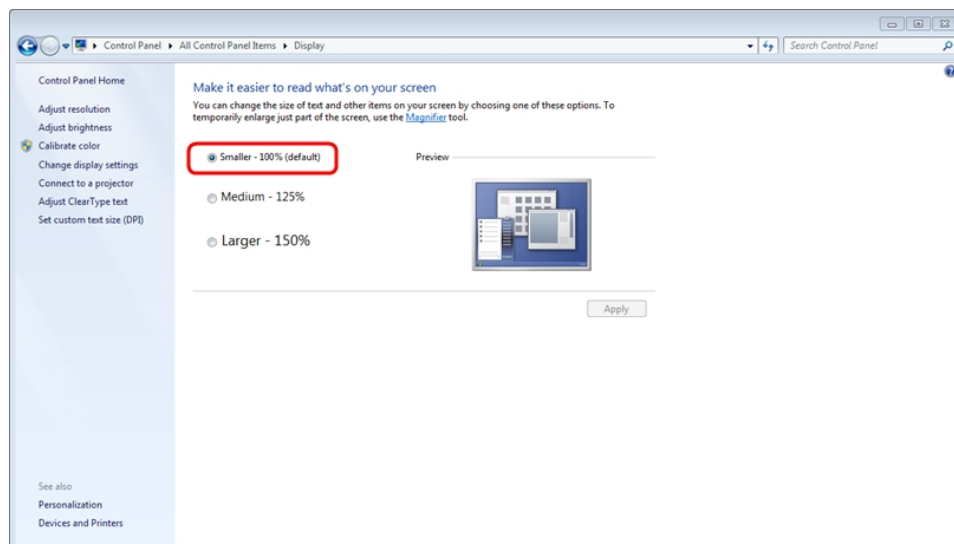 Control Panel ▸ All Control Panel Items ▸ Display
Search Control Panel
Control Panel Home
Adjust resolution
Adjust brightness
Calibrate color
Change display settings
Connect to a projector
Adjust ClearType text
Set custom text size (DPI)
See also
Personalization
Devices and Printers
Make it easier to read what's on your screen
You can change the size of text and other items on your screen by choosing one of these options. To
temporarily enlarge just part of the screen, use the Magnifier tool.
Smaller - 100% (default)
Preview
Medium - 125%
Larger - 150%
Apply